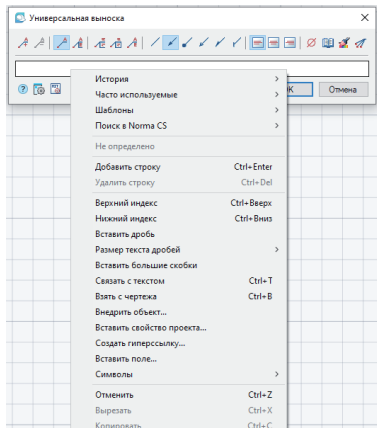 Универсальная выноска
Отмена
История
Часто используемые
Шаблоны
Поиск в Norma CS
Не определено
Добавить строку Ctrl+Enter
Удалить строку Ctrl+Del
Верхний индекс Ctrl+Вверх
Нижний индекс Ctrl+Вниз
Вставить дробь
Размер текста дробей
Вставить большие скобки
Связать с текстом Ctrl+T
Взять с чертежа Ctrl+B
Внедрить объект...
Вставить свойство проекта...
Создать гиперссылку...
Вставить поле...
Символы
Отменить Ctrl+Z
Вырезать Ctrl+X
Копировать Ctrl+C